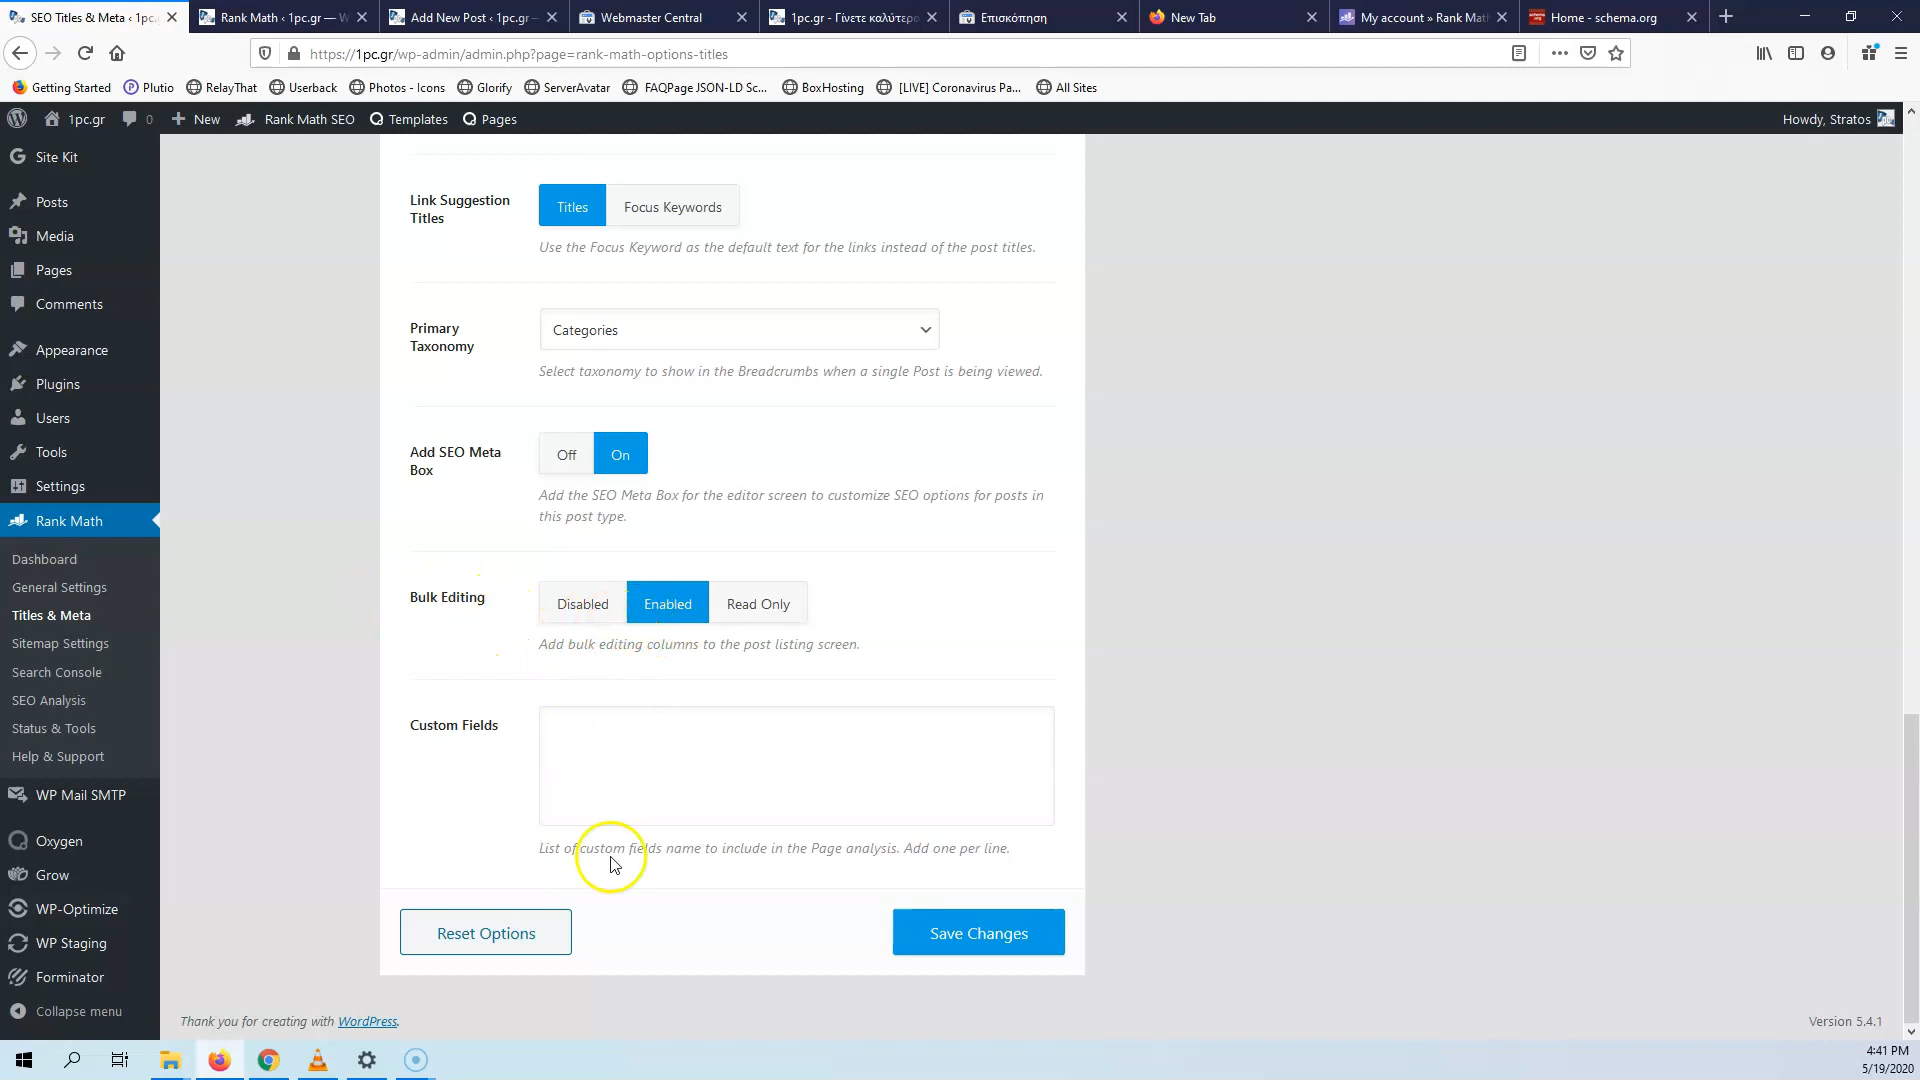 SEO Titles & Meta ‹ 1pc.
Rank Math ‹ 1pc.gr — W
Add New Post ‹ 1pc.gr –
Webmaster Central
1pc.gr - Γίνετε καλύτερο
Επισκόπηση
New Tab
My account » Rank Mat
Home - schema.org
https://1pc.gr/wp-admin/admin.php?page=rank-math-options-titles
Getting Started
Plutio
RelayThat
Userback
Photos - Icons
Glorify
ServerAvatar
FAQPage JSON-LD Sc...
BoxHosting
[LIVE] Coronavirus Pa...
All Sites
1pc.gr
0
New
Rank Math SEO
Templates
Pages
Howdy, Stratos
Site Kit
Posts
Media
Pages
Comments
Appearance
Plugins
Users
Tools
Settings
Rank Math
Dashboard
General Settings
Titles & Meta
Sitemap Settings
Search Console
SEO Analysis
Status & Tools
Help & Support
WP Mail SMTP
Oxygen
Grow
WP-Optimize
WP Staging
Forminator
Collapse menu
Link Suggestion
Titles
Titles
Focus Keywords
Use the Focus Keyword as the default text for the links instead of the post titles.
Primary
Taxonomy
Categories
Select taxonomy to show in the Breadcrumbs when a single Post is being viewed.
Add SEO Meta
Box
Off
On
Add the SEO Meta Box for the editor screen to customize SEO options for posts in
this post type.
Bulk Editing
Disabled
Enabled
Read Only
Add bulk editing columns to the post listing screen.
Custom Fields
List of custom fields name to include in the Page analysis. Add one per line.
Reset Options
Save Changes
Thank you for creating with WordPress.
Version 5.4.1
4:41 PM
5/19/2020